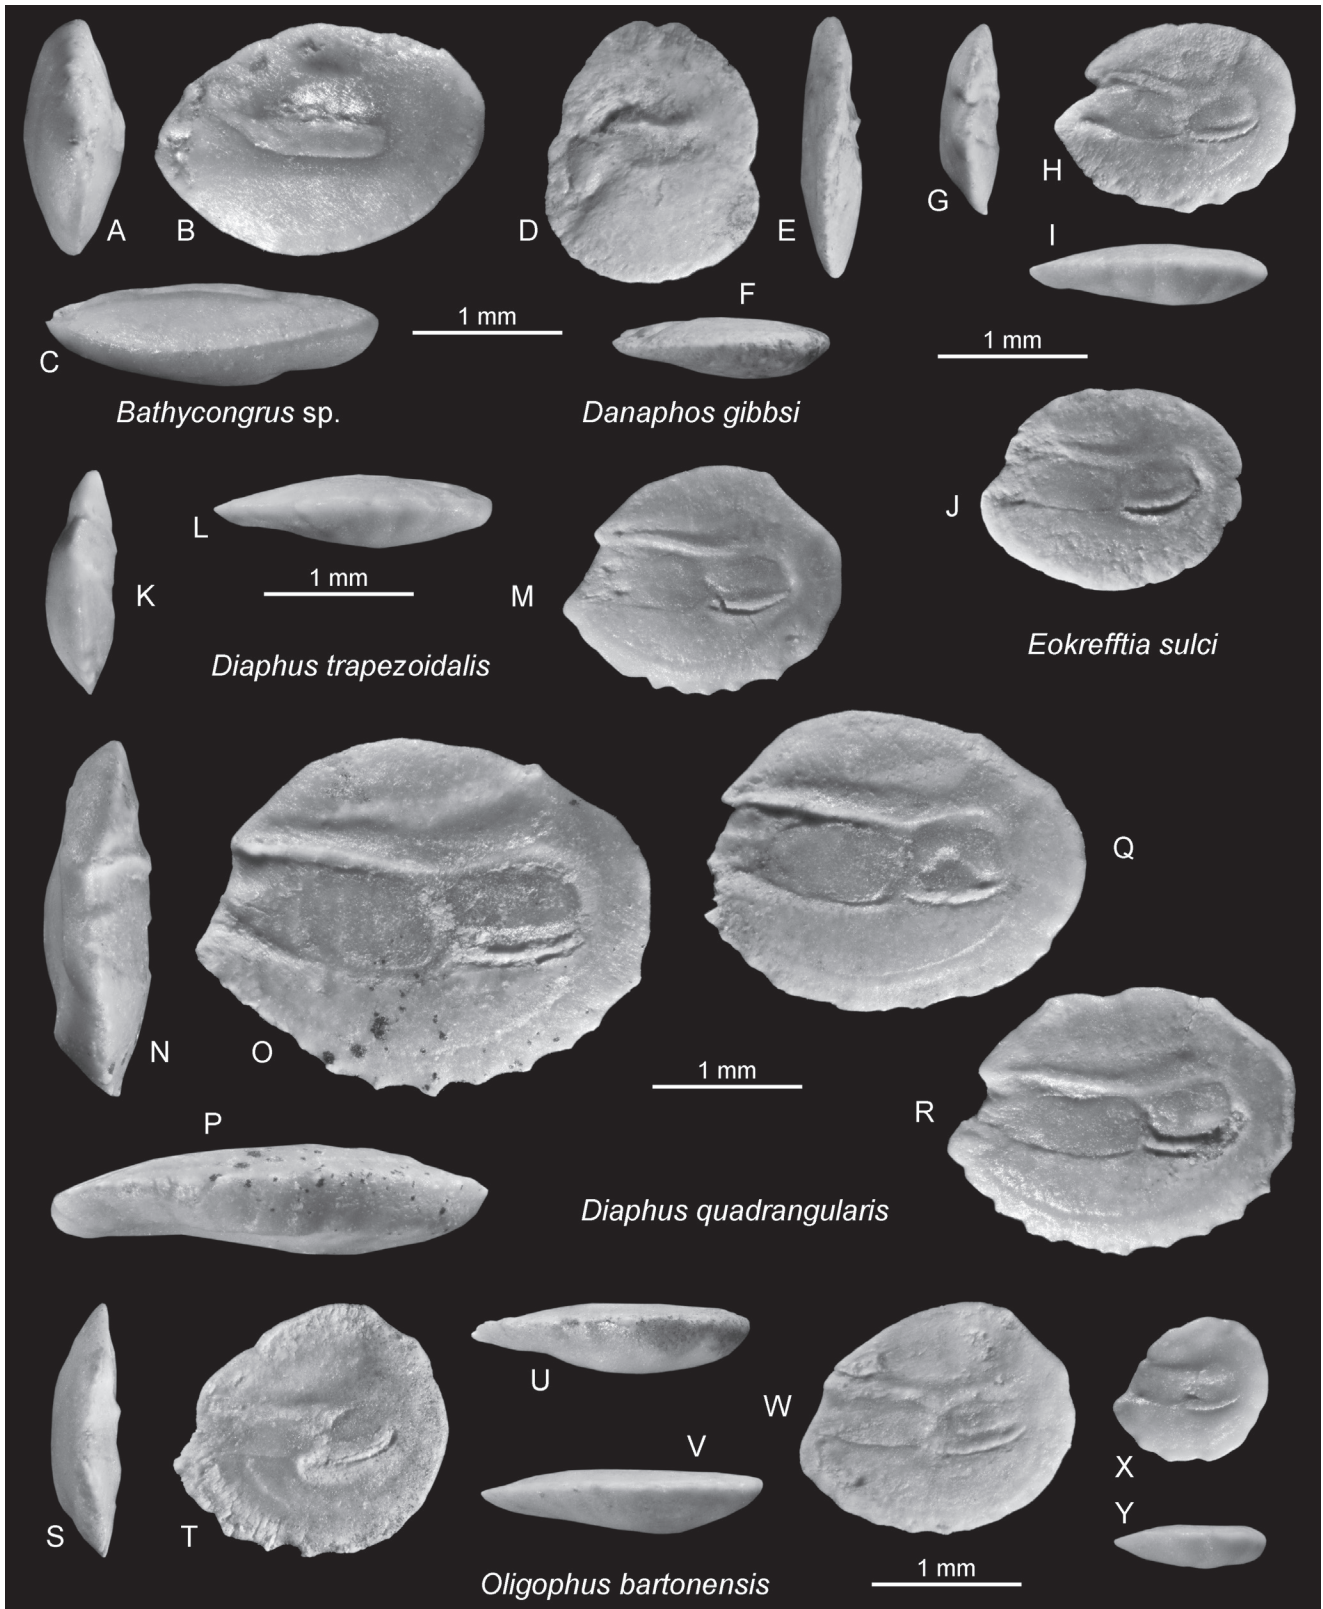 A
B
D
E
G
H
I
C
1 mm
F
1 mm
Bathycongrus sp.
Danaphos gibbsi
J
K
L
1 mm
M
Diaphus trapezoidalis
Eokrefftia sulci
Q
N
O
1 mm
R
P
Diaphus quadrangularis
S
T
U
V
W
X
Y
1 mm
Oligophus bartonensis